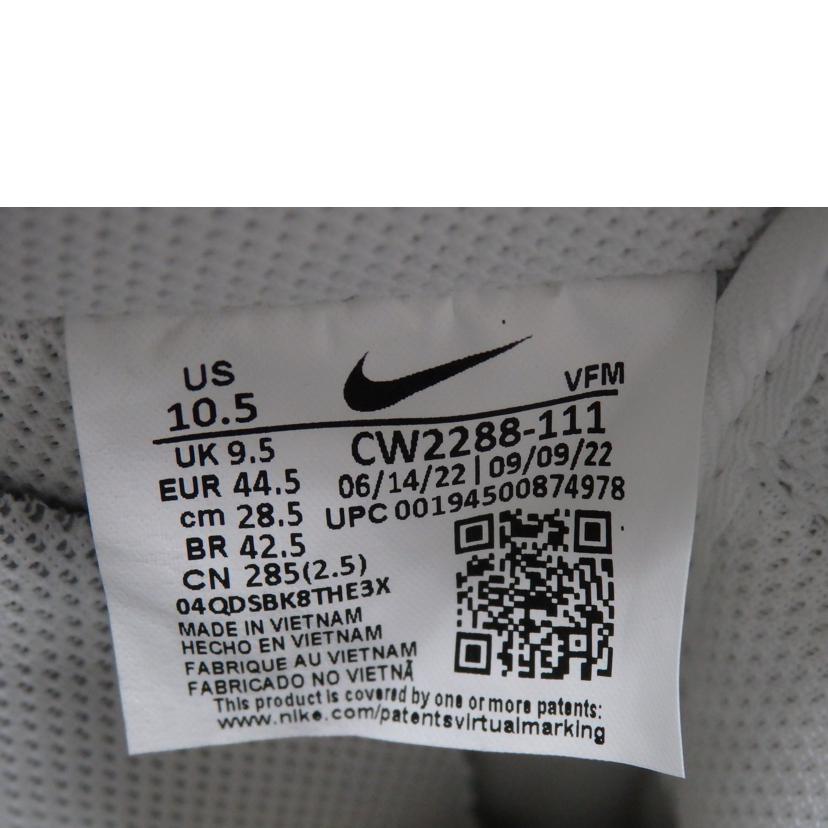 US
10.5
VFM
UK 9.5
EUR 44.5
cm 28.5
BR 42.5
CN 285(2.5)
CW2288-111
06/14/22 | 09/09/22
UPC 00194500874978
04QDSBK8THE3X
MADE IN VIETNAM
HECHO EN VIETNAM
FABRIQUE AU VIETNAM
FABRICADO NO VIETNÃ
This product is covered by one or more patents:
www.nike.com/patentsvirtualmarking